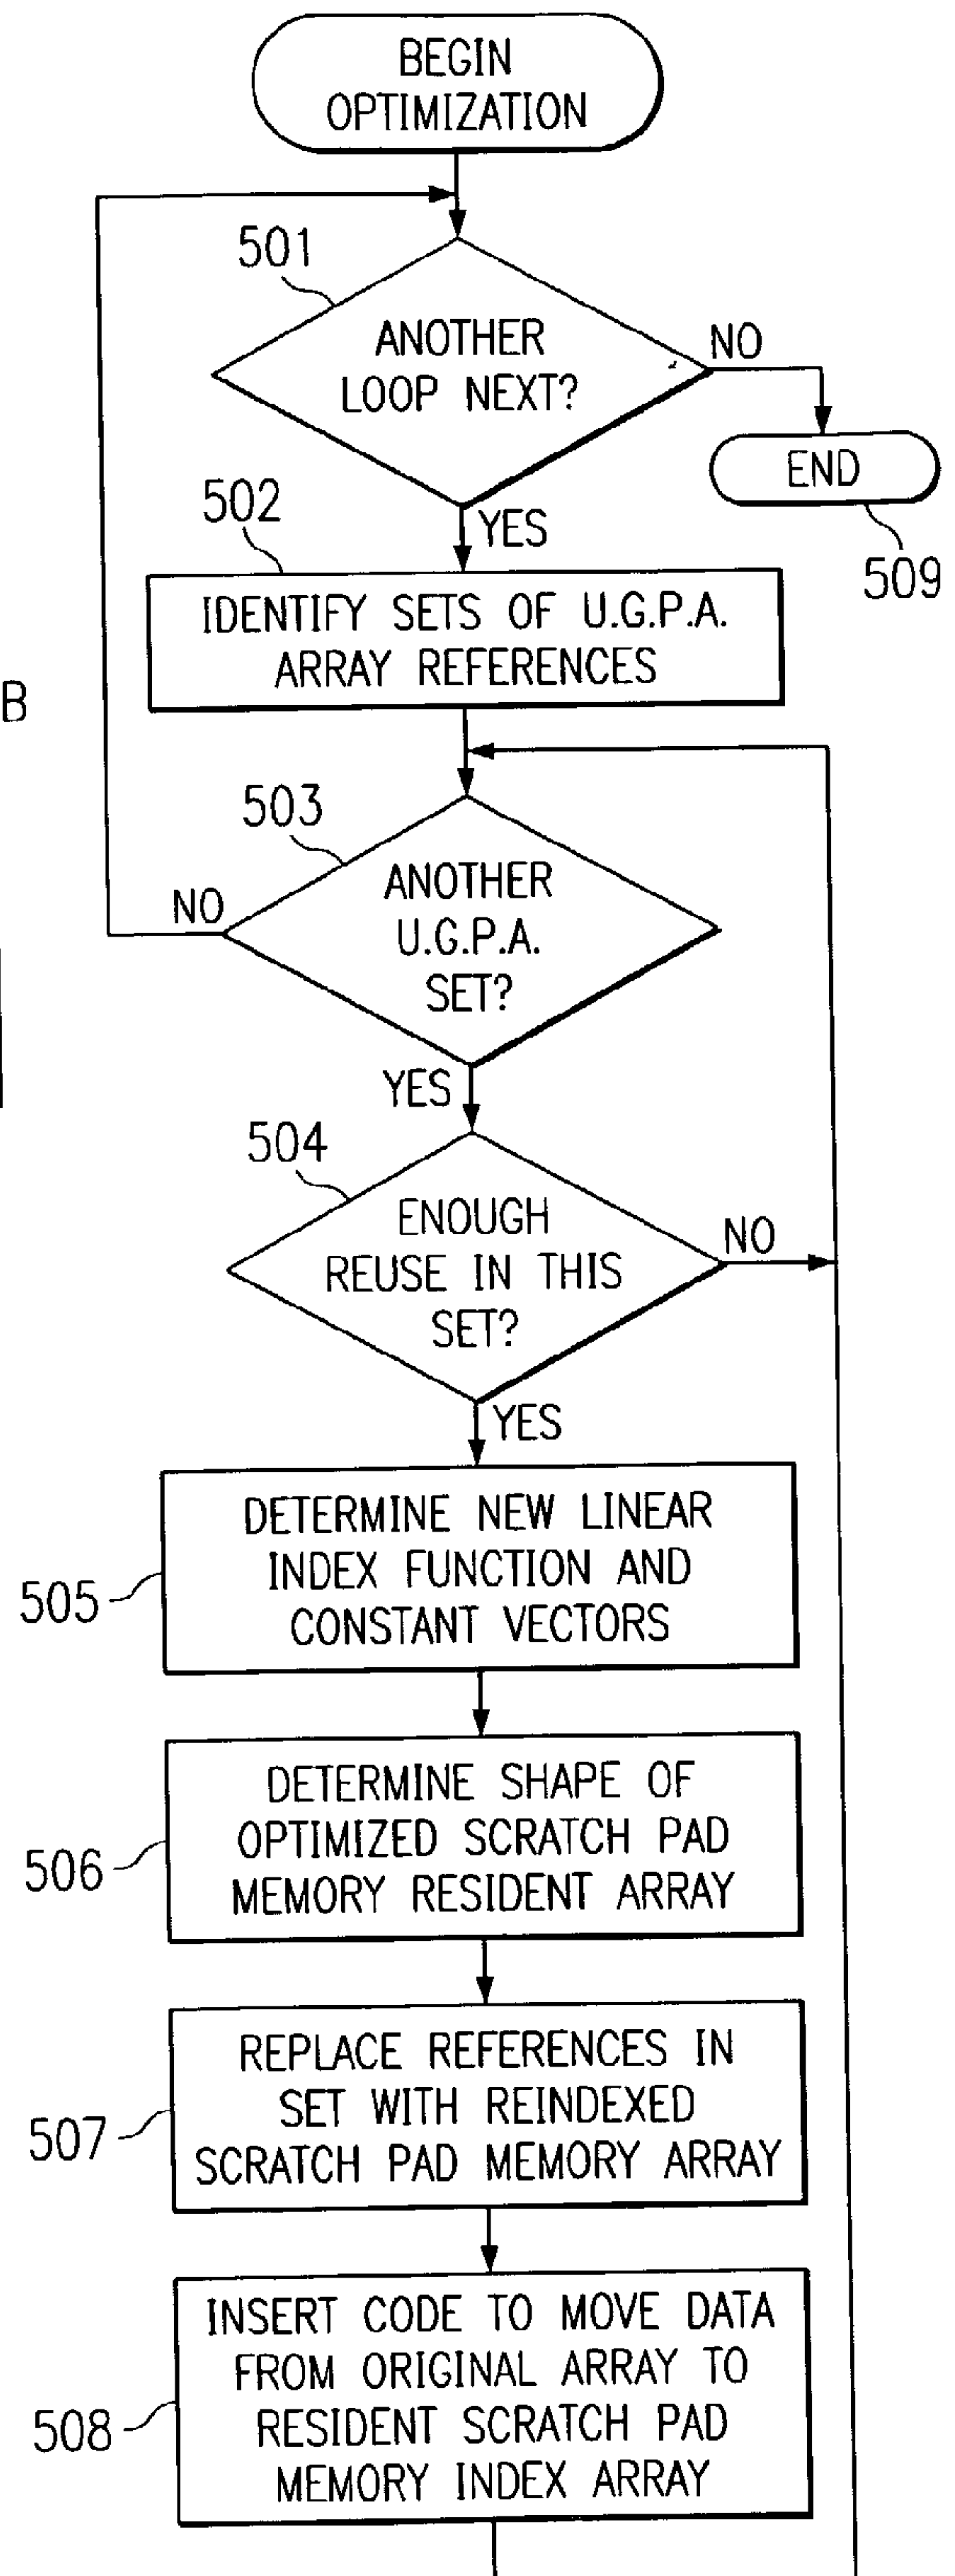 BEGIN
OPTIMIZATION
501
ANOTHER
LOOP NEXT?
NO
END
509
YES
502
IDENTIFY SETS OF U.G.P.A.
ARRAY REFERENCES
B
503
ANOTHER
U.G.P.A.
SET?
NO
YES
504
ENOUGH
REUSE IN THIS
SET?
NO
YES
505
DETERMINE NEW LINEAR
INDEX FUNCTION AND
CONSTANT VECTORS
506
DETERMINE SHAPE OF
OPTIMIZED SCRATCH PAD
MEMORY RESIDENT ARRAY
507
REPLACE REFERENCES IN
SET WITH REINDEXED
SCRATCH PAD MEMORY ARRAY
508
INSERT CODE TO MOVE DATA
FROM ORIGINAL ARRAY TO
RESIDENT SCRATCH PAD
MEMORY INDEX ARRAY